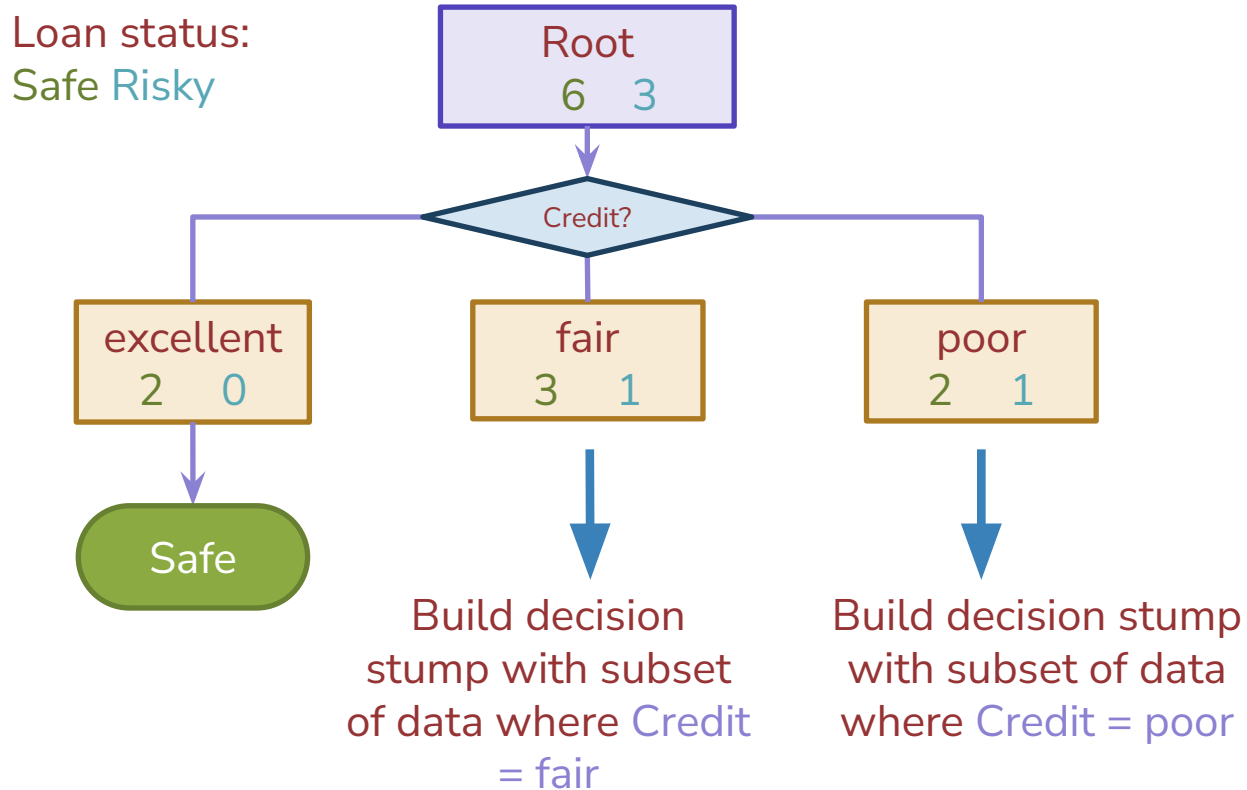 Loan status:
Safe Risky
Root
6 3
Credit?
excellent
2 0
fair
3 1
poor
2 1
Safe
Build decision
stump with subset
of data where Credit
= fair
Build decision stump
with subset of data
where Credit = poor